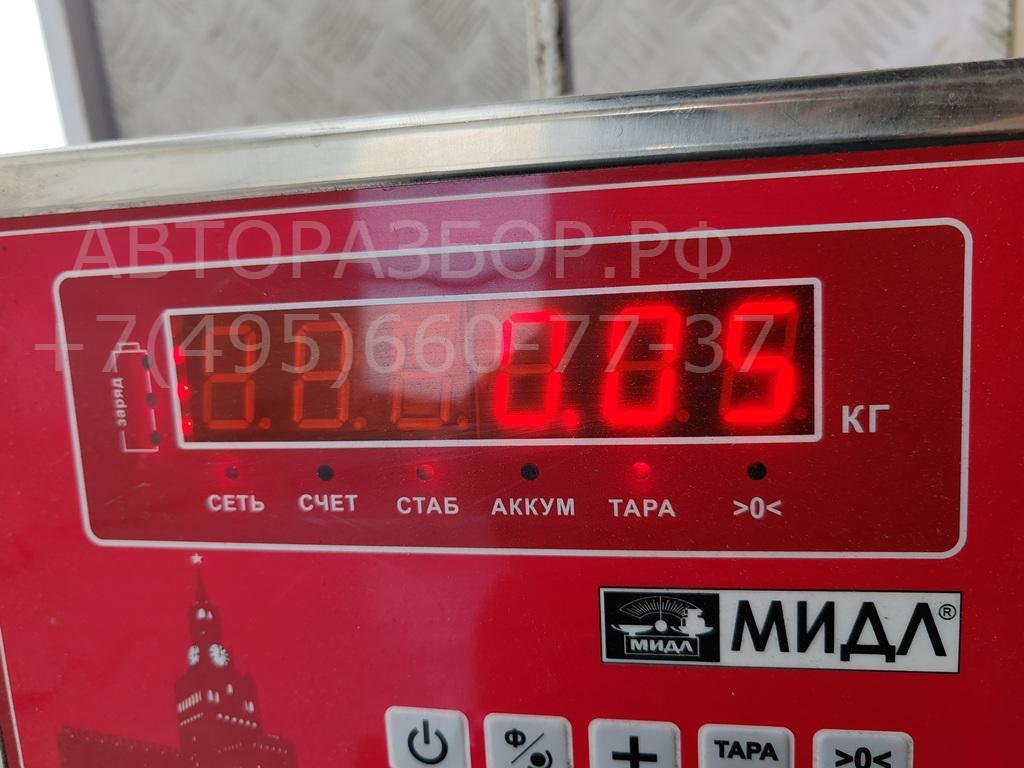 АВТОРАЗБОР.РФ
+7(495)660-77-37
заряд
0.05
КГ
СЕТЬ СЧЕТ СТАБ АККУМ ТАРА >0<
МИДЛ МИДЛ®
Ф + ТАРА >0<